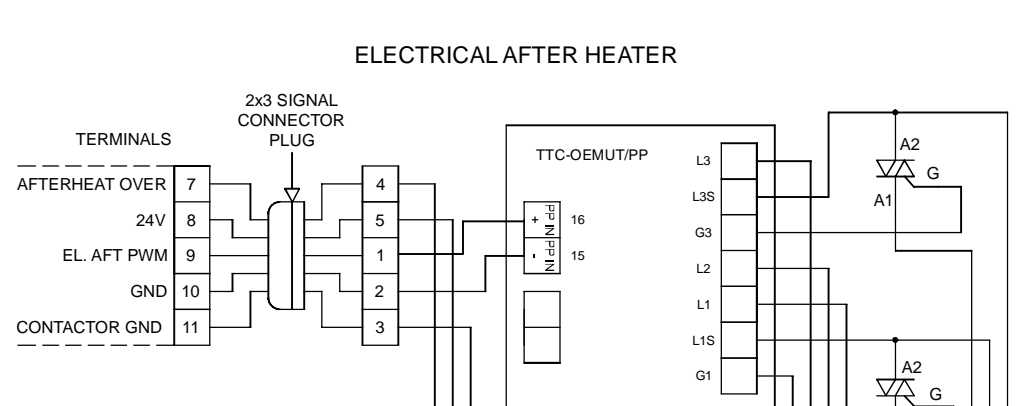 ELECTRICAL AFTER HEATER
2x3 SIGNAL
CONNECTOR
PLUG
TERMINALS
AFTERHEAT OVER 7
24V 8
EL. AFT PWM 9
GND 10
CONTACTOR GND 11
4
5
1
2
3
TTC-OEMUT/PP
+ PP IN 16
- PP IN 15
L3
L3S
G3
L2
L1
L1S
G1
A2
G
A1
A2
G